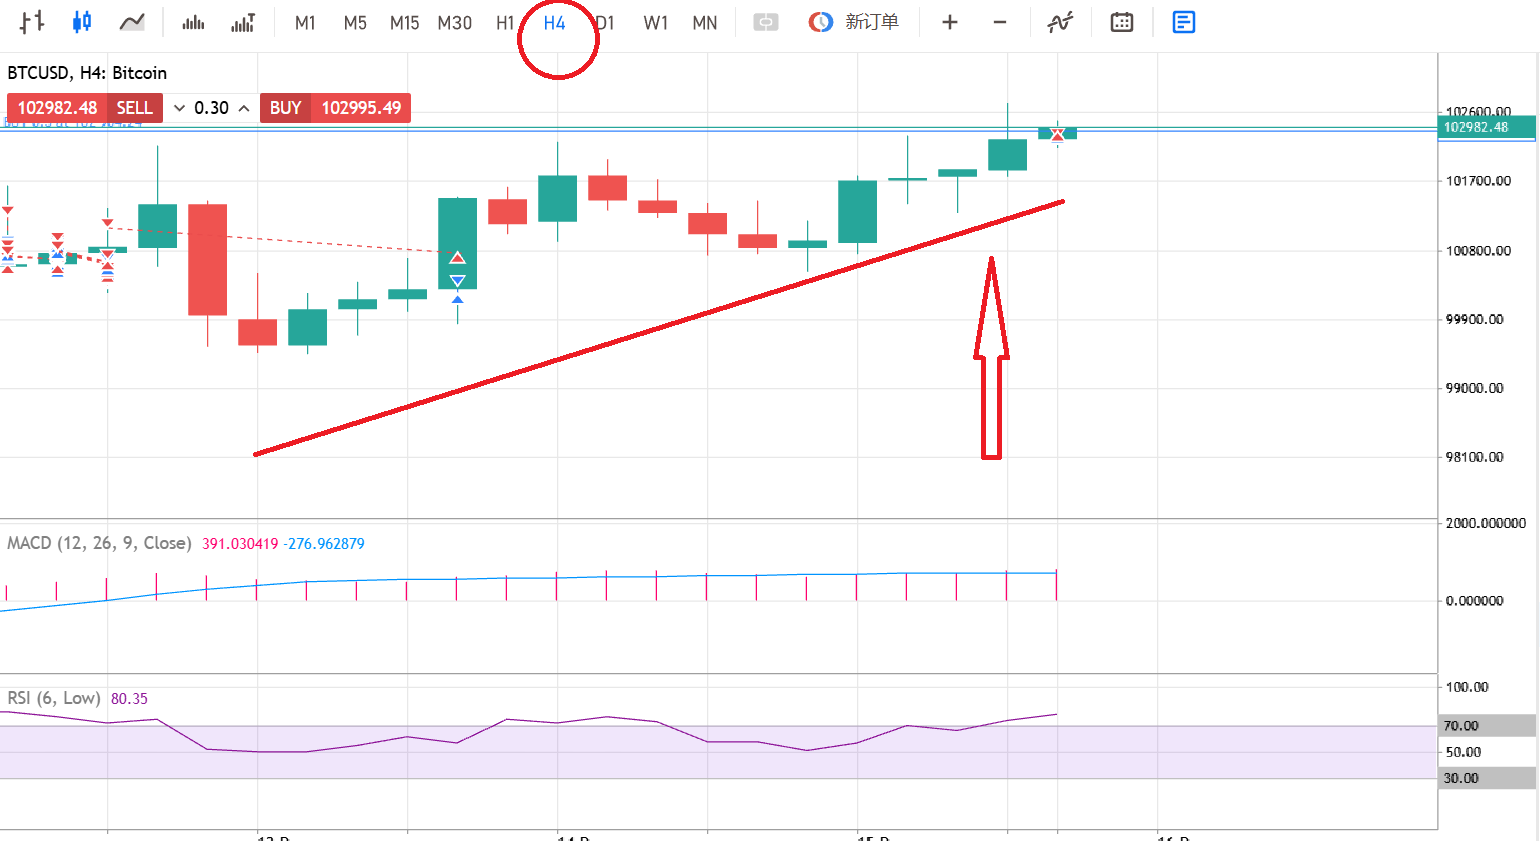 M1 M5 M15 M30 H1 H4 D1 W1 MN 新订单
BTCUSD, H4: Bitcoin
102982.48 SELL 0.30 BUY 102995.49
102600.00
102982.48
101700.00
100800.00
99900.00
99000.00
98100.00
MACD (12, 26, 9, Close) 391.030419 -276.962879
2000.000000
0.000000
RSI (6, Low) 80.35
100.00
70.00
50.00
30.00